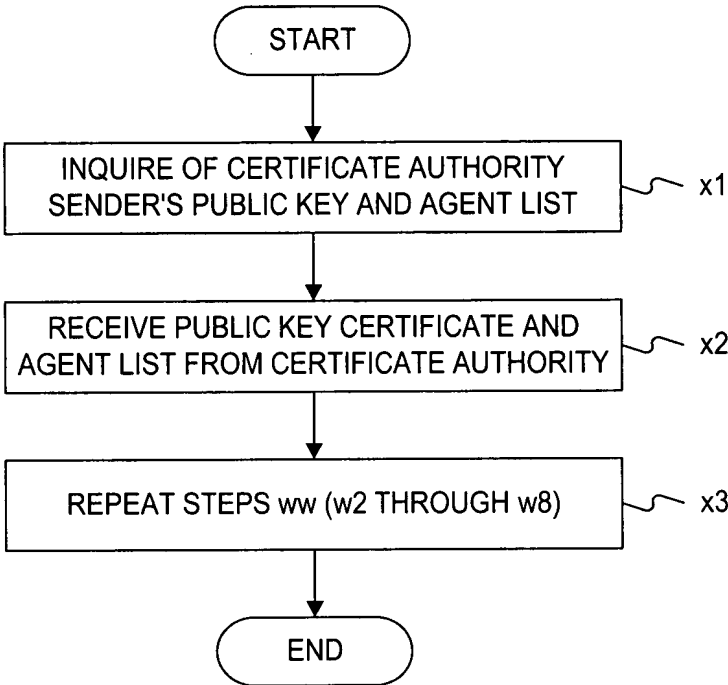 START
INQUIRE OF CERTIFICATE AUTHORITY
SENDER'S PUBLIC KEY AND AGENT LIST
x1
RECEIVE PUBLIC KEY CERTIFICATE AND
AGENT LIST FROM CERTIFICATE AUTHORITY
x2
REPEAT STEPS ww (w2 THROUGH w8)
x3
END